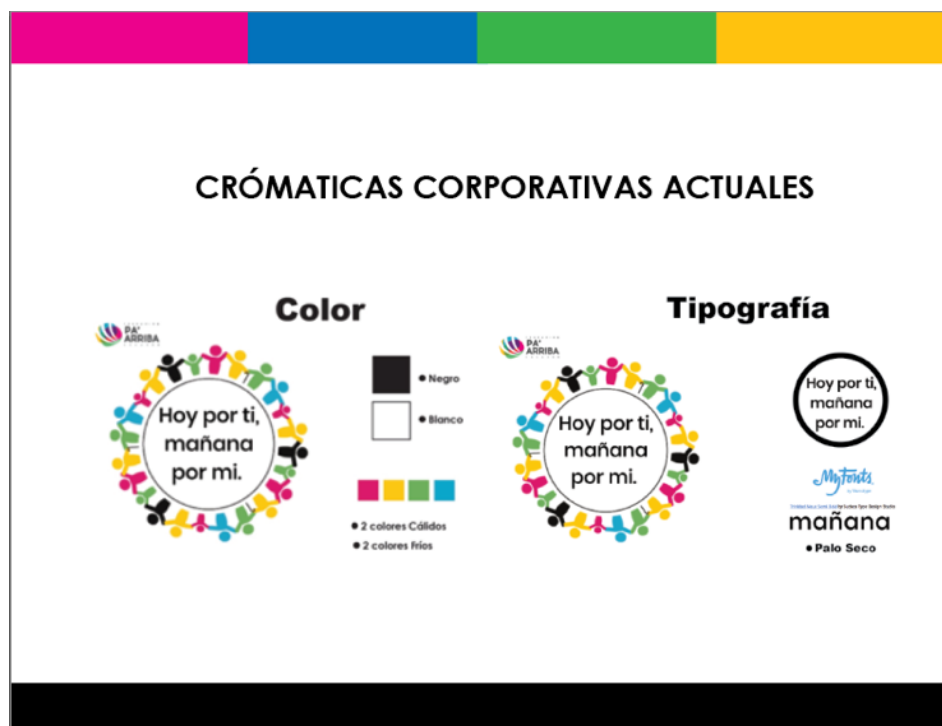 CRÓMATICAS CORPORATIVAS ACTUALES
Color
Tipografía
PA'
ARRIBA
Hoy por ti,
mañana
por mi.
● Negro
● Blanco
● 2 colores Cálidos
● 2 colores Fríos
PA'
ARRIBA
Hoy por ti,
mañana
por mi.
Hoy por ti,
mañana
por mi.
MyFonts
mañana
● Palo Seco